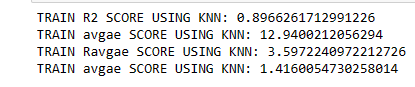 TRAIN R2 SCORE USING KNN: 0.8966261712991226
TRAIN avgae SCORE USING KNN: 12.9400212056294
TRAIN Ravgae SCORE USING KNN: 3.5972240972212726
TRAIN avgae SCORE USING KNN: 1.4160054730258014